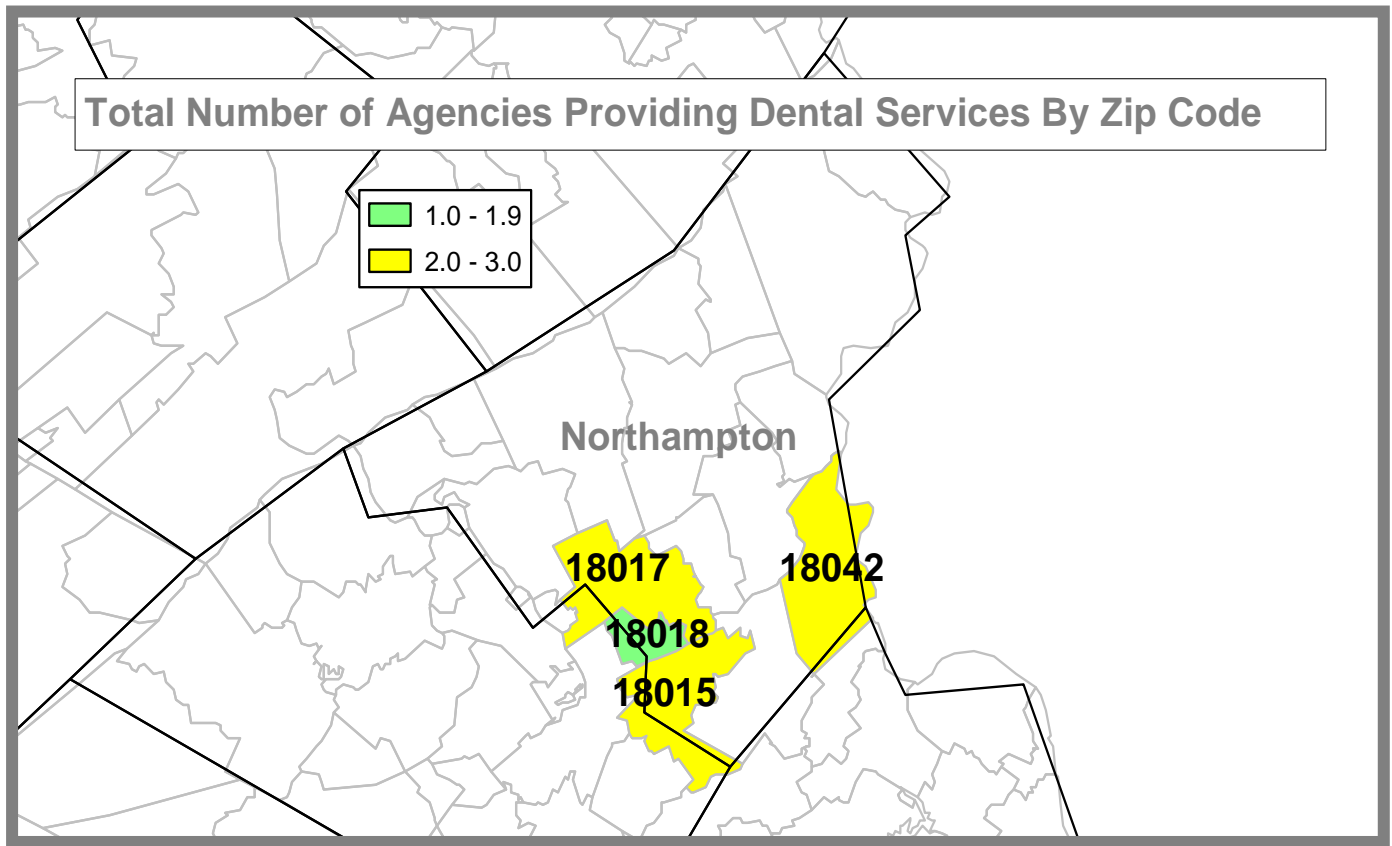 Total Number of Agencies Providing Dental Services By Zip Code
1.0 - 1.9
2.0 - 3.0
Northampton
18017
18042
18018
18015